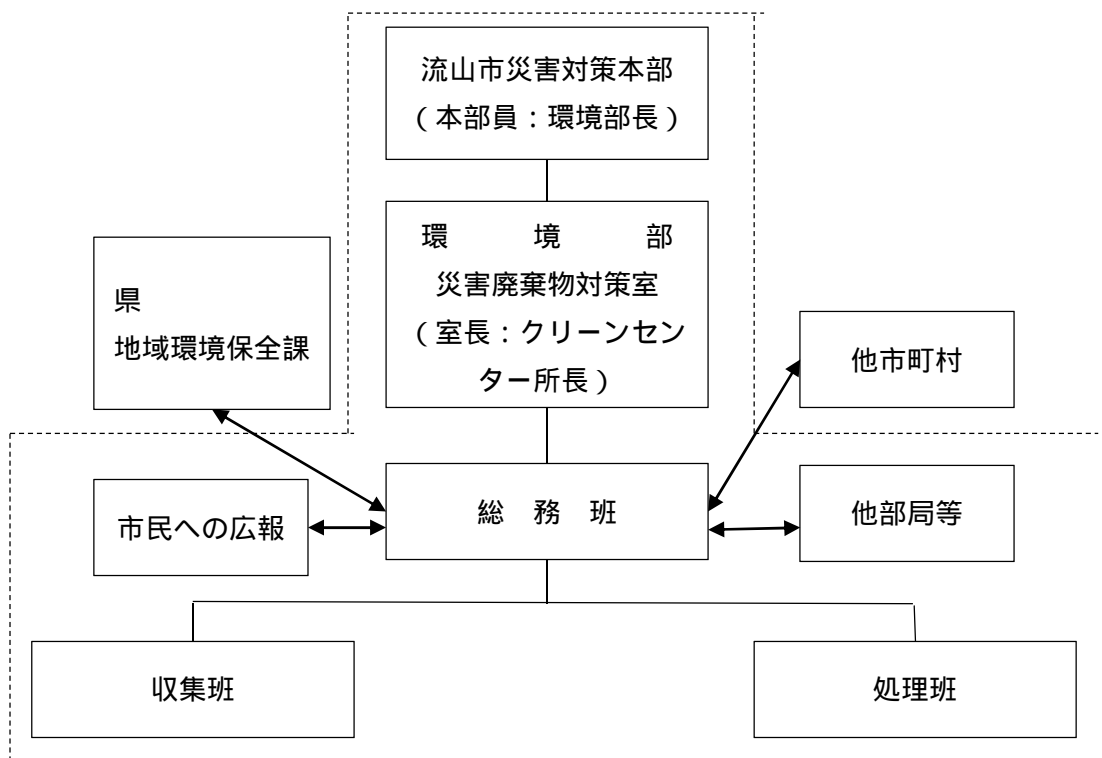 流山市災害対策本部
（本部員：環境部長）
環　境　部
災害廃棄物対策室
（室長：クリーンセン
ター所長）
県
地域環境保全課
他市町村
市民への広報
総　務　班
他部局等
収集班
処理班